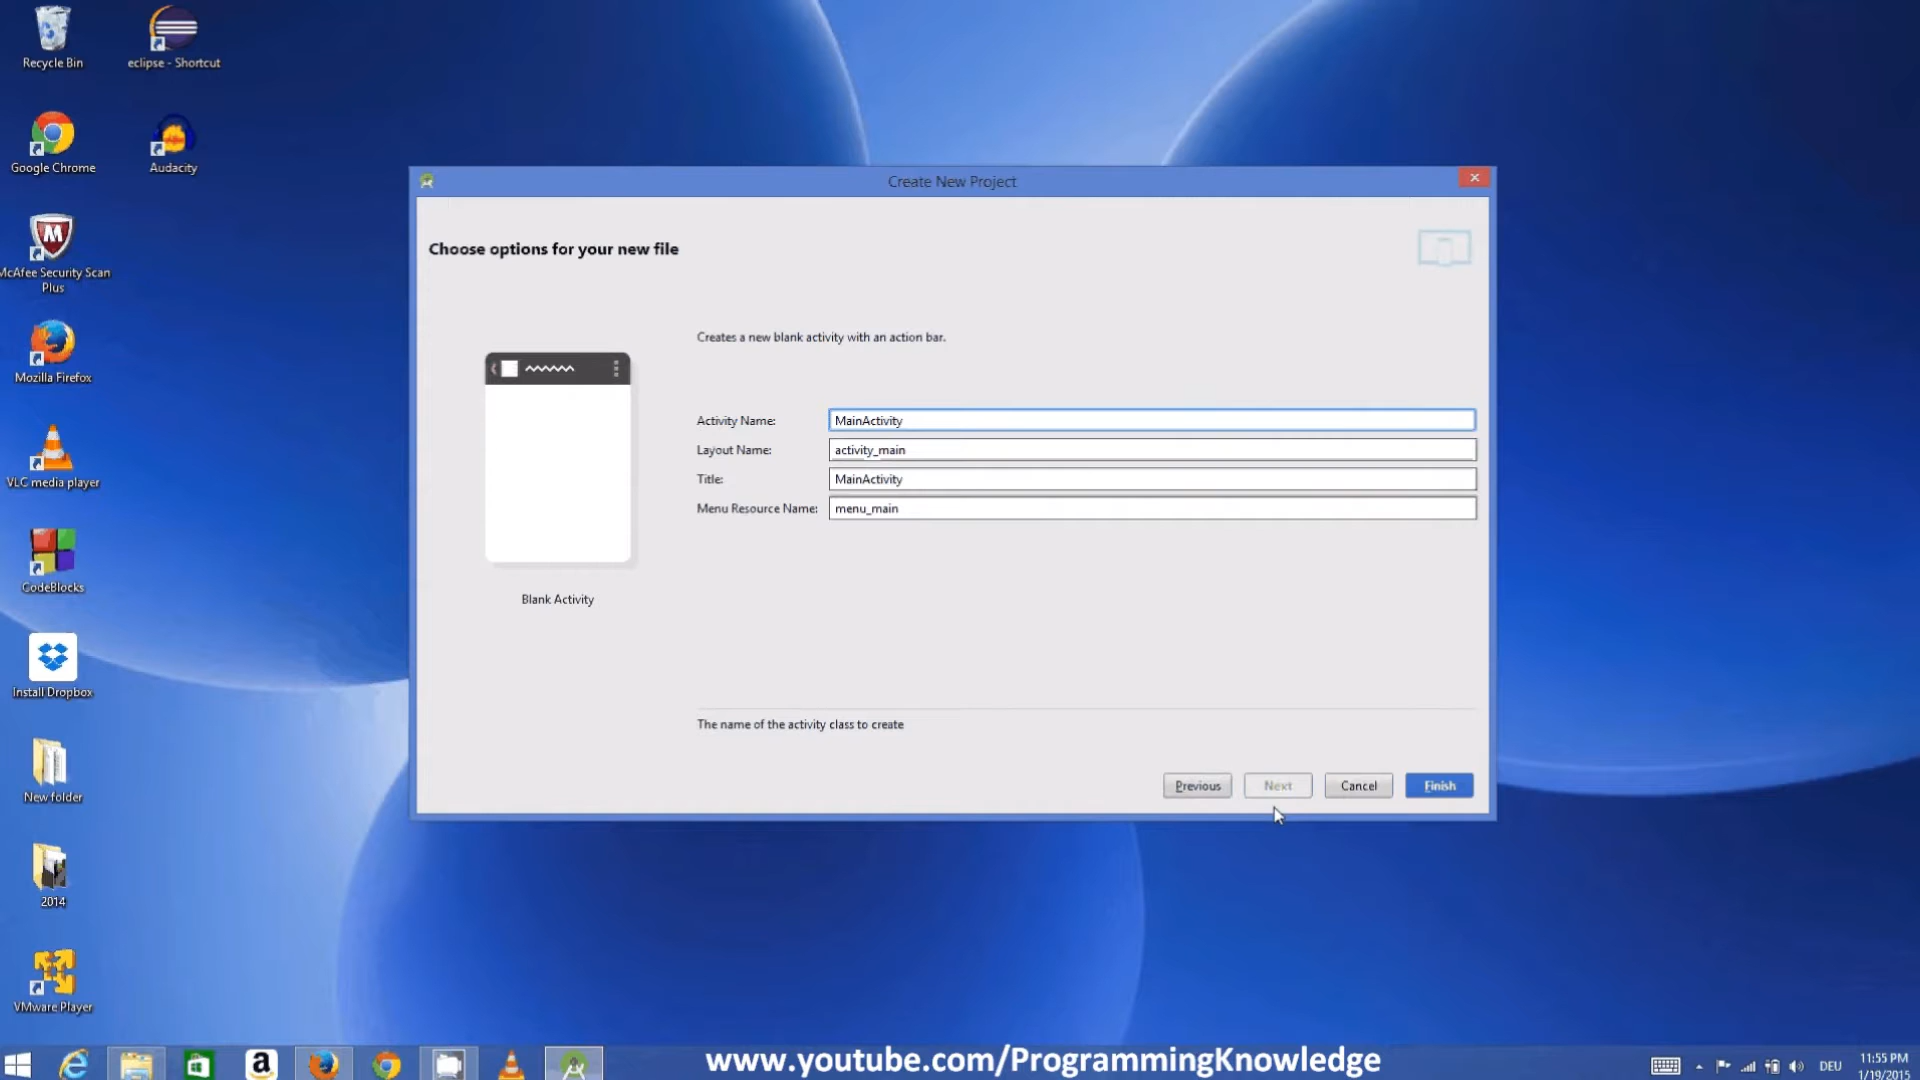 Recycle Bin
eclipse - Shortcut
Google Chrome
Audacity
McAfee Security Scan
Plus
Mozilla Firefox
VLC media player
CodeBlocks
Install Dropbox
New folder
2014
VMware Player
Create New Project
Choose options for your new file
Creates a new blank activity with an action bar.
Activity Name: MainActivity
Layout Name: activity_main
Title: MainActivity
Menu Resource Name: menu_main
Blank Activity
The name of the activity class to create
Previous Next Cancel Finish
www.youtube.com/ProgrammingKnowledge
DEU
11:55 PM
1/19/2015